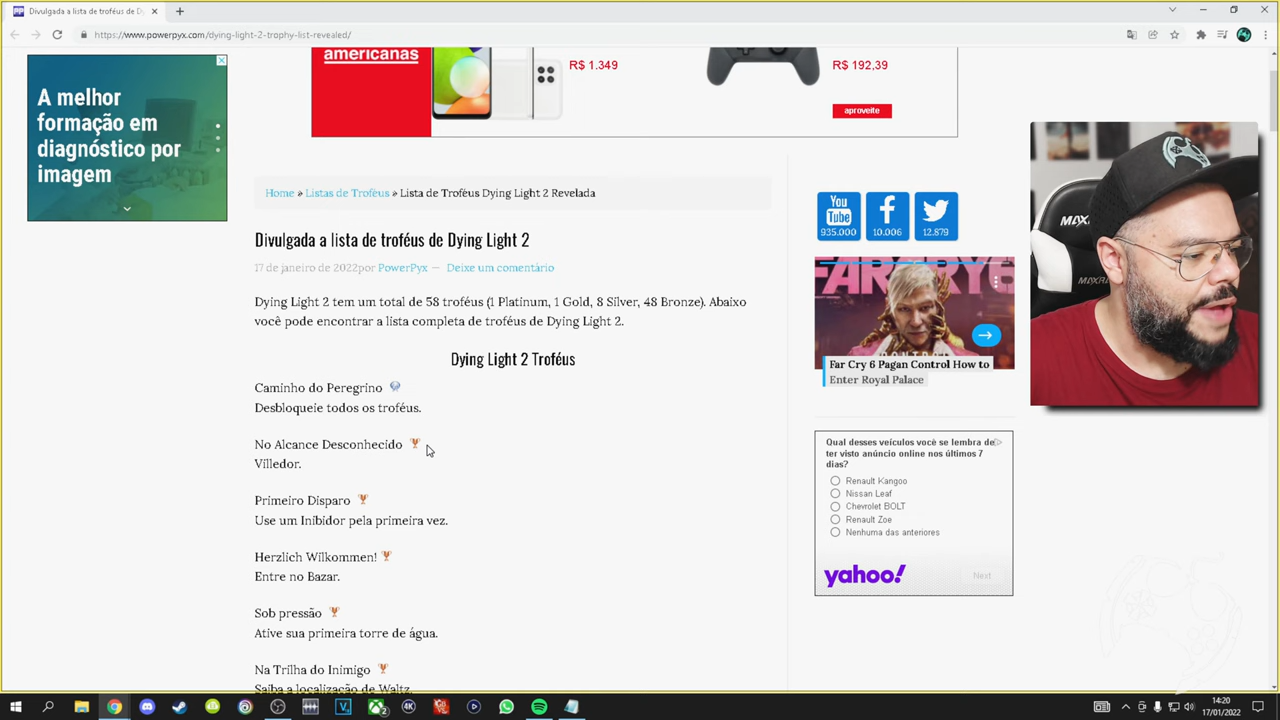 Divulgada a lista de troféus de D
https://www.powerpyx.com/dying-light-2-trophy-list-revealed/
A melhor
formação em
diagnóstico por
imagem
americanas
R$ 1.349
R$ 192,39
aproveite
Home » Listas de Troféus » Lista de Troféus Dying Light 2 Revelada
Divulgada a lista de troféus de Dying Light 2
17 de janeiro de 2022por PowerPyx — Deixe um comentário
Dying Light 2 tem um total de 58 troféus (1 Platinum, 1 Gold, 8 Silver, 48 Bronze). Abaixo
você pode encontrar a lista completa de troféus de Dying Light 2.
Dying Light 2 Troféus
Caminho do Peregrino
Desbloqueie todos os troféus.
No Alcance Desconhecido
Villedor.
Primeiro Disparo
Use um Inibidor pela primeira vez.
Herzlich Wilkommen!
Entre no Bazar.
Sob pressão
Ative sua primeira torre de água.
Na Trilha do Inimigo
Saiba a localização de Waltz.
You
Tube
935.000
10.006
12.879
FARCRY6
CONTROL
Far Cry 6 Pagan Control How to
Enter Royal Palace
Qual desses veículos você se lembra de
ter visto anúncio online nos últimos 7
dias?
Renault Kangoo
Nissan Leaf
Chevrolet BOLT
Renault Zoe
Nenhuma das anteriores
yahoo!
Next
MAX
MAXR
14:20
17/01/2022